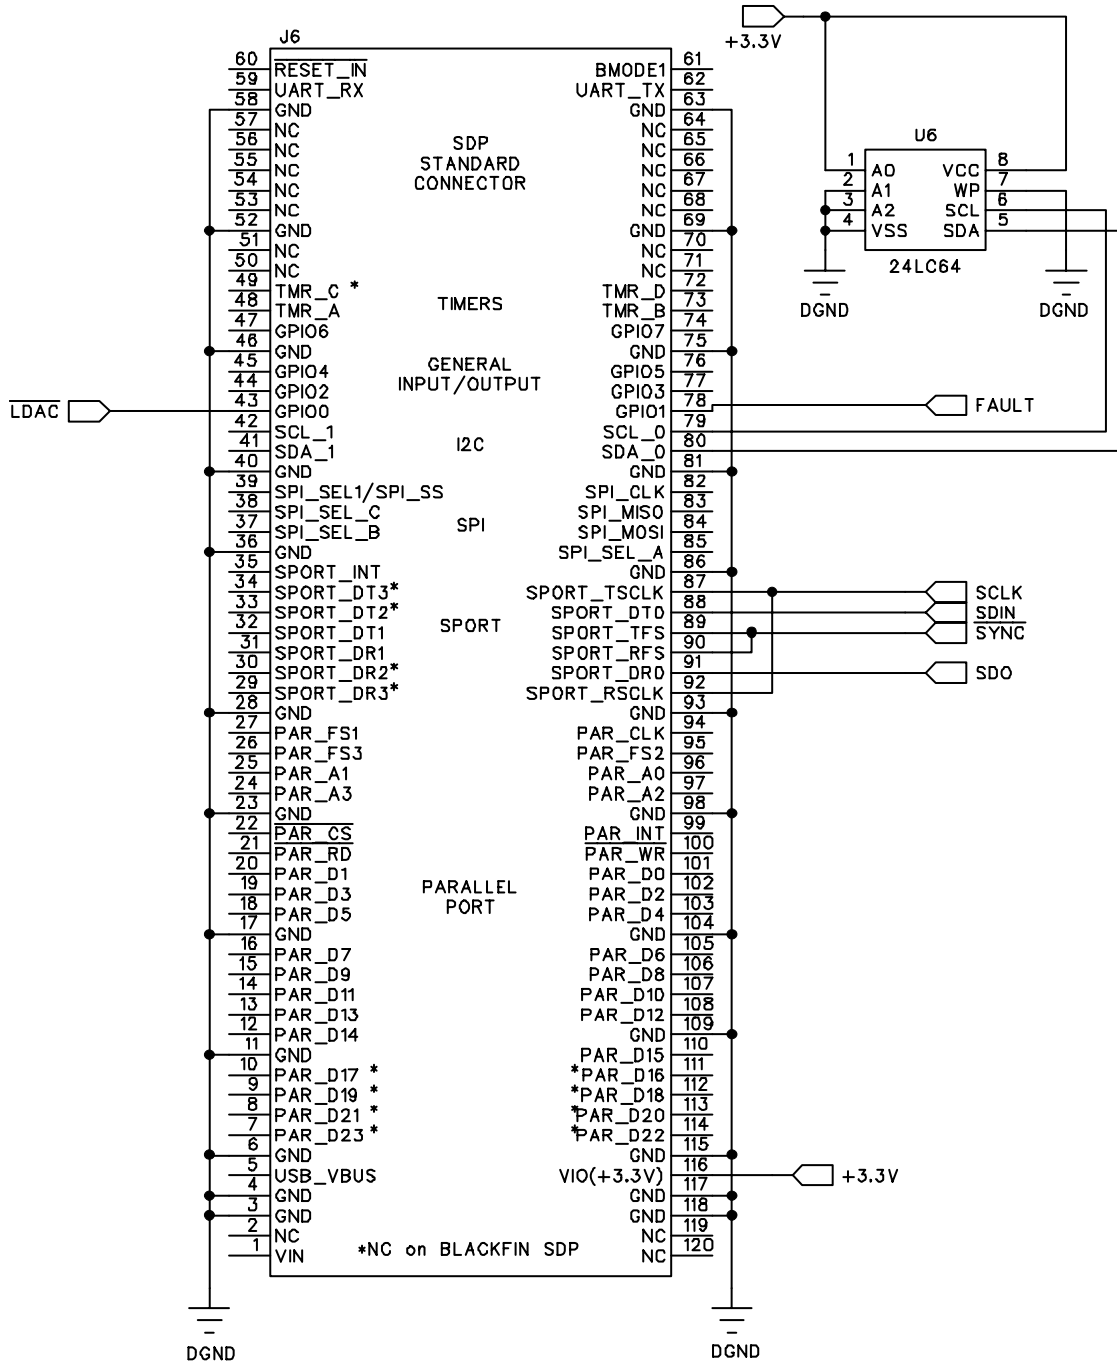 J6
+3.3V
60 RESET_IN BMODE1 61
59 UART_RX UART_TX 62
58 GND GND 63
57 NC NC 64
56 NC SDP NC 65
55 NC STANDARD NC 66
54 NC CONNECTOR NC 67
53 NC NC 68
52 GND GND 69
51 NC NC 70
50 NC NC 71
49 TMR_C * TMR_D 72
48 TMR_A TIMERS TMR_B 73
47 GPIO6 GPIO7 74
46 GND GND 75
45 GPIO4 GENERAL GPIO5 76
44 GPIO2 INPUT/OUTPUT GPIO3 77
LDAC 43 GPIO0 GPIO1 78 FAULT
42 SCL_1 SCL_0 79
41 SDA_1 I2C SDA_0 80
40 GND GND 81
39 SPI_SEL1/SPI_SS SPI_CLK 82
38 SPI_SEL_C SPI_MISO 83
37 SPI_SEL_B SPI SPI_MOSI 84
36 GND SPI_SEL_A 85
35 SPORT_INT GND 86
34 SPORT_DT3* SPORT_TSCLK 87 SCLK
33 SPORT_DT2* SPORT_DT0 88 SDIN
32 SPORT_DT1 SPORT SPORT_TFS 89 SYNC
31 SPORT_DR1 SPORT_RFS 90
30 SPORT_DR2* SPORT_DR0 91 SDO
29 SPORT_DR3* SPORT_RSCLK 92
28 GND GND 93
27 PAR_FS1 PAR_CLK 94
26 PAR_FS3 PAR_FS2 95
25 PAR_A1 PAR_A0 96
24 PAR_A3 PAR_A2 97
23 GND GND 98
22 PAR_CS PAR_INT 99
21 PAR_RD PAR_WR 100
20 PAR_D1 PAR_D0 101
19 PAR_D3 PARALLEL PAR_D2 102
18 PAR_D5 PORT PAR_D4 103
17 GND GND 104
16 PAR_D7 PAR_D6 105
15 PAR_D9 PAR_D8 106
14 PAR_D11 PAR_D10 107
13 PAR_D13 PAR_D12 108
12 PAR_D14 GND 109
11 GND PAR_D15 110
10 PAR_D17 * *PAR_D16 111
9 PAR_D19 * *PAR_D18 112
8 PAR_D21 * *PAR_D20 113
7 PAR_D23 * *PAR_D22 114
6 GND GND 115
5 USB_VBUS VIO(+3.3V) 116 +3.3V
4 GND GND 117
3 GND GND 118
2 NC NC 119
1 VIN *NC on BLACKFIN SDP NC 120
DGND DGND
U6
1 A0 VCC 8
2 A1 WP 7
3 A2 SCL 6
4 VSS SDA 5
24LC64
DGND DGND